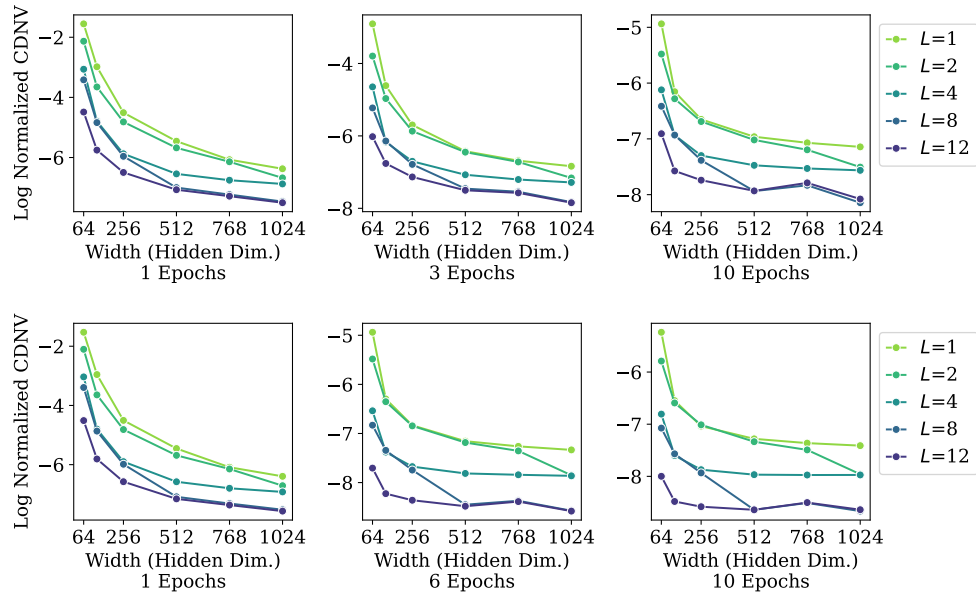 Log Normalized CDNV
−2
−4
−6
64 256 512 768 1024
Width (Hidden Dim.)
1 Epochs
−4
−6
−8
64 256 512 768 1024
Width (Hidden Dim.)
3 Epochs
−5
−6
−7
−8
64 256 512 768 1024
Width (Hidden Dim.)
10 Epochs
L=1
L=2
L=4
L=8
L=12
Log Normalized CDNV
−2
−4
−6
64 256 512 768 1024
Width (Hidden Dim.)
1 Epochs
−5
−6
−7
−8
64 256 512 768 1024
Width (Hidden Dim.)
6 Epochs
−6
−7
−8
64 256 512 768 1024
Width (Hidden Dim.)
10 Epochs
L=1
L=2
L=4
L=8
L=12